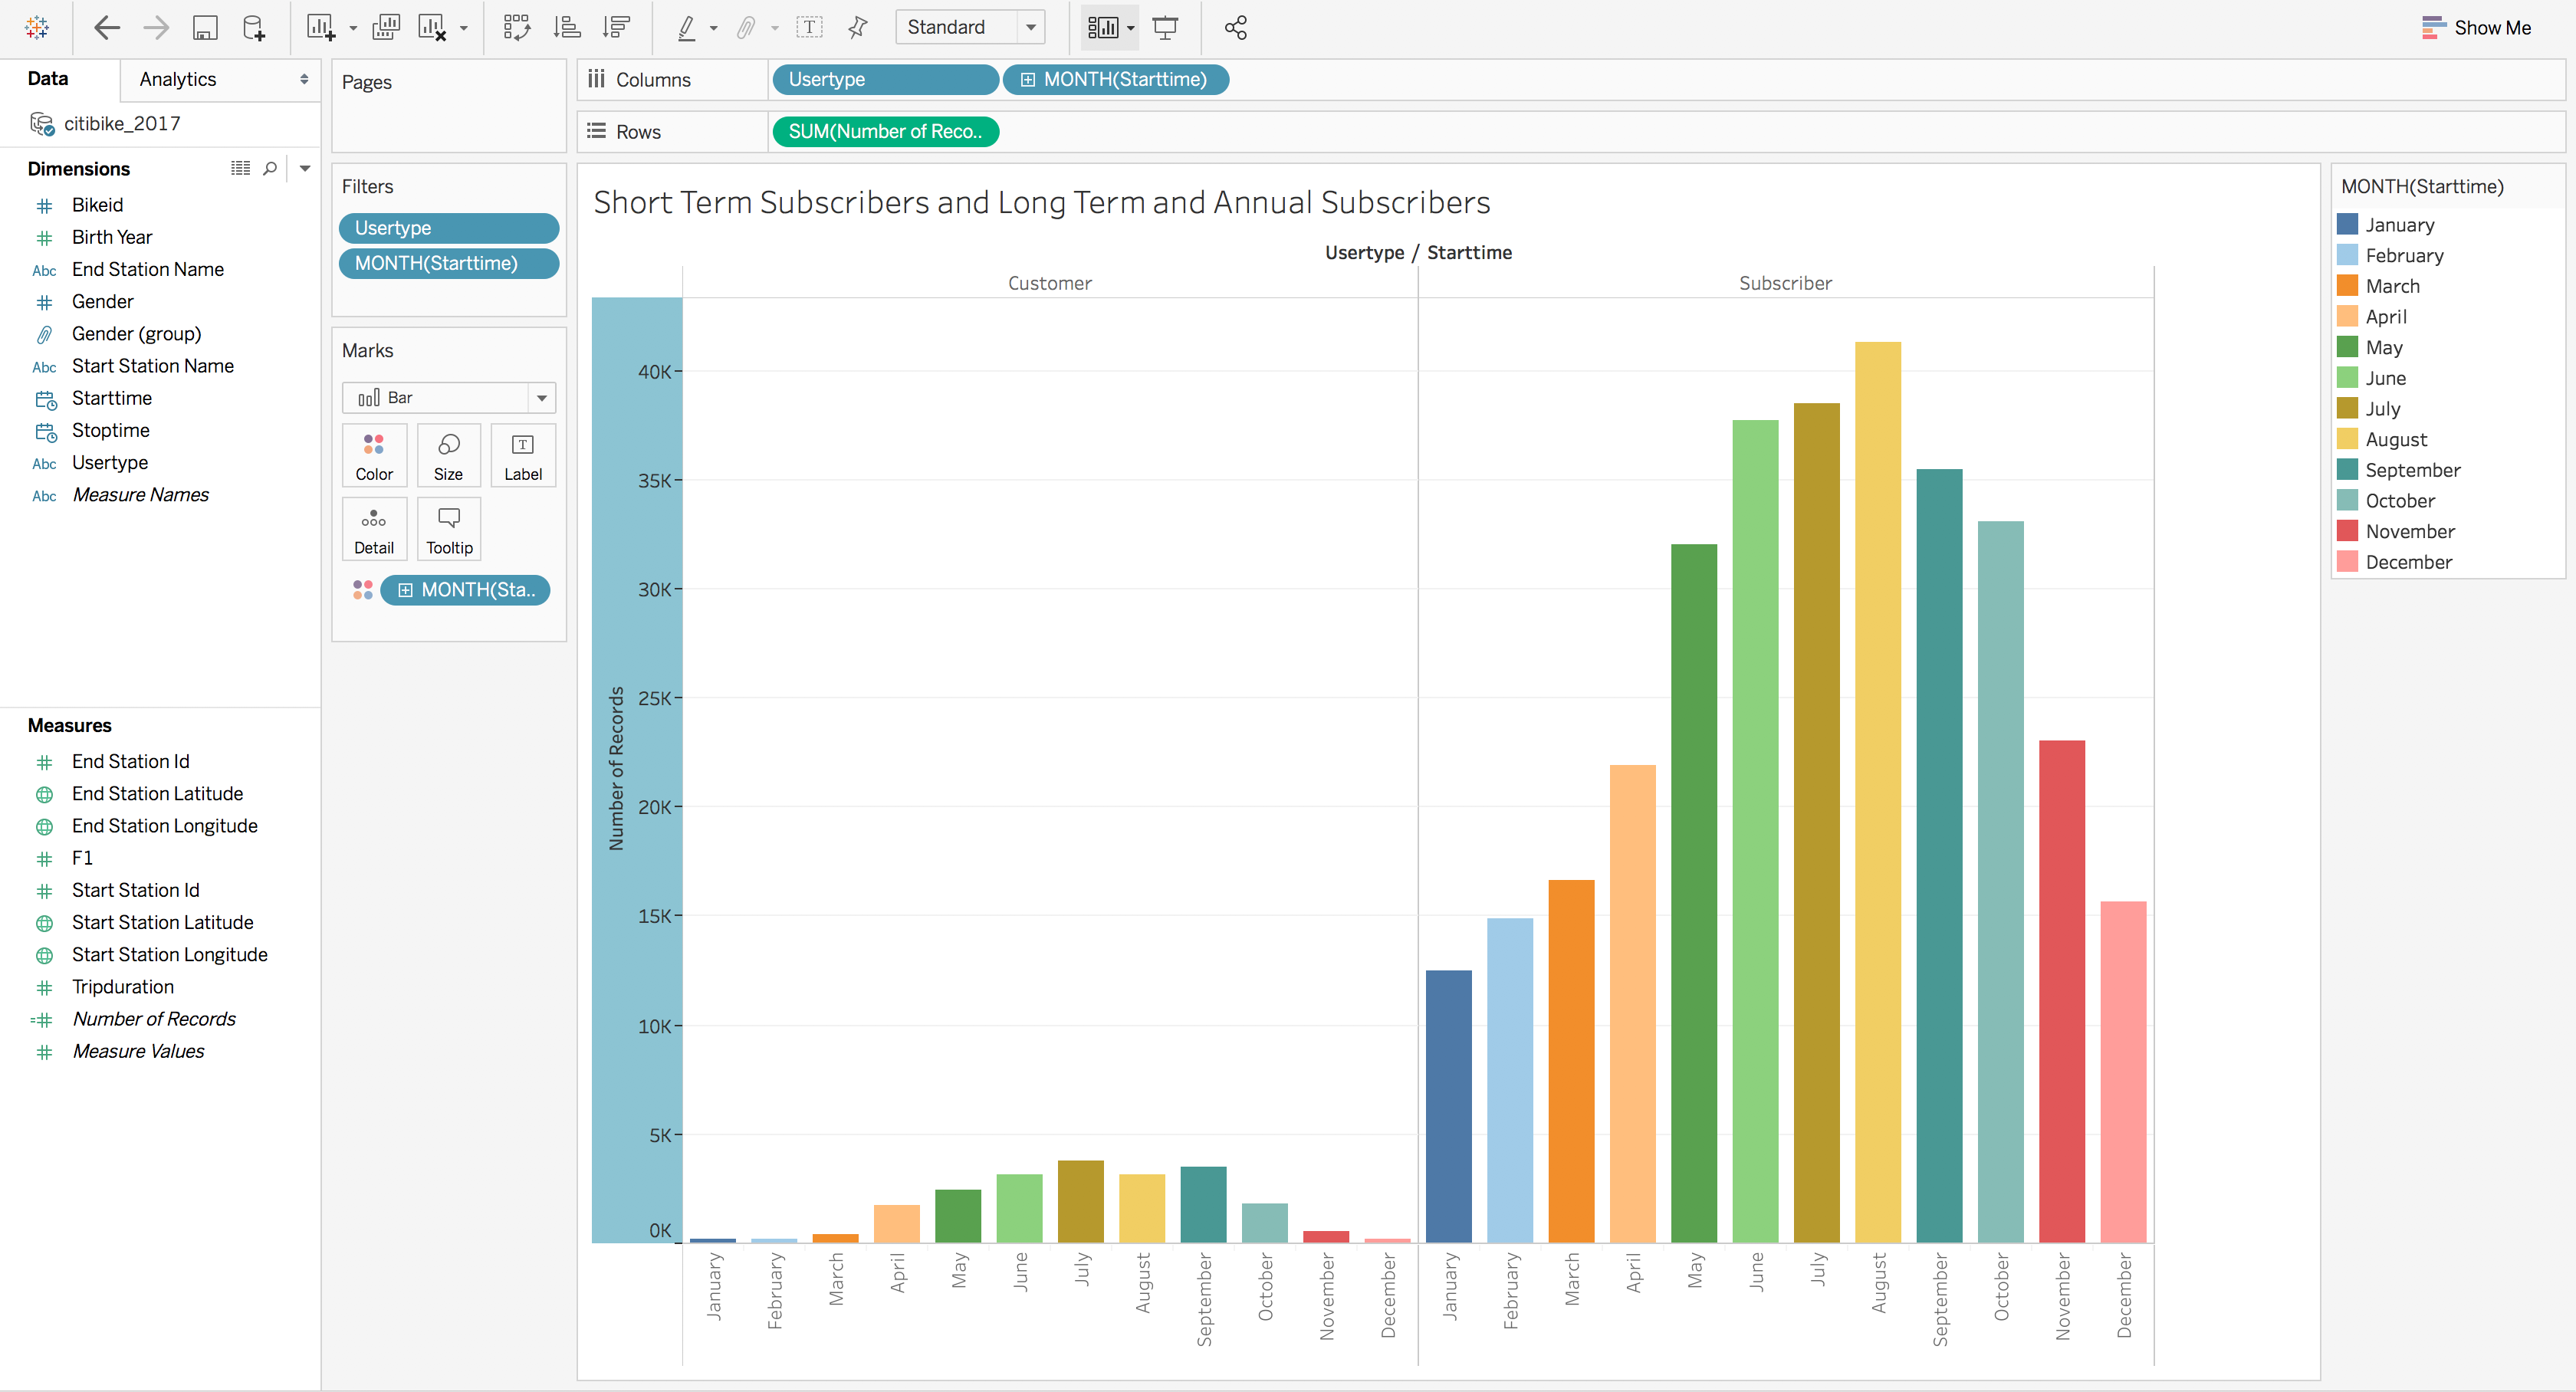 Standard
Show Me
Data
Analytics
citibike_2017
Dimensions
# Bikeid
# Birth Year
Abc End Station Name
# Gender
Gender (group)
Abc Start Station Name
Starttime
Stoptime
Abc Usertype
Abc Measure Names
Measures
# End Station Id
End Station Latitude
End Station Longitude
# F1
# Start Station Id
Start Station Latitude
Start Station Longitude
# Tripduration
=# Number of Records
# Measure Values
Pages
Filters
Usertype
MONTH(Starttime)
Marks
Bar
Color
Size
Label
Detail
Tooltip
MONTH(Sta..
Columns
Usertype
MONTH(Starttime)
Rows
SUM(Number of Reco..
Short Term Subscribers and Long Term and Annual Subscribers
Usertype / Starttime
Customer
Subscriber
Number of Records
40K
35K
30K
25K
20K
15K
10K
5K
0K
January
February
March
April
May
June
July
August
September
October
November
December
January
February
March
April
May
June
July
August
September
October
November
December
MONTH(Starttime)
January
February
March
April
May
June
July
August
September
October
November
December